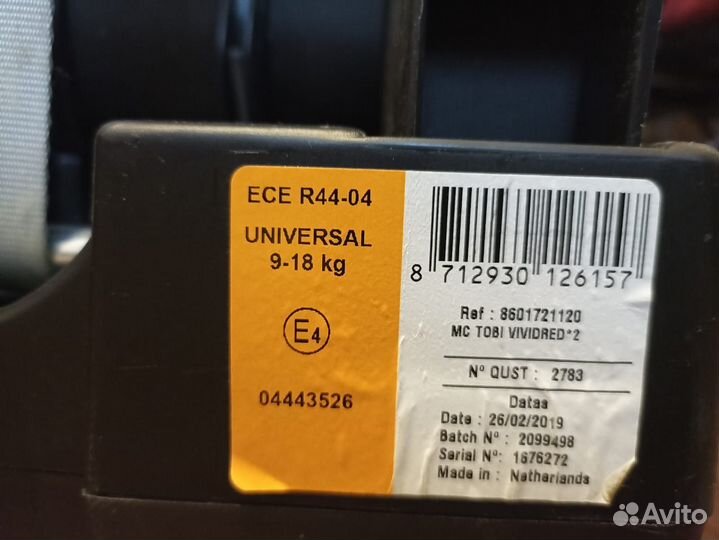 ECE R44-04
UNIVERSAL
9-18 kg
E4
04443526
8 712930 126157
Ref : 8601721120
MC TOBI VIVIDRED*2
Nº QUST : 2783
Dataa
Date : 26/02/2019
Batch Nº : 2099498
Serial Nº: 1676272
Made in : Netherlands
Avito